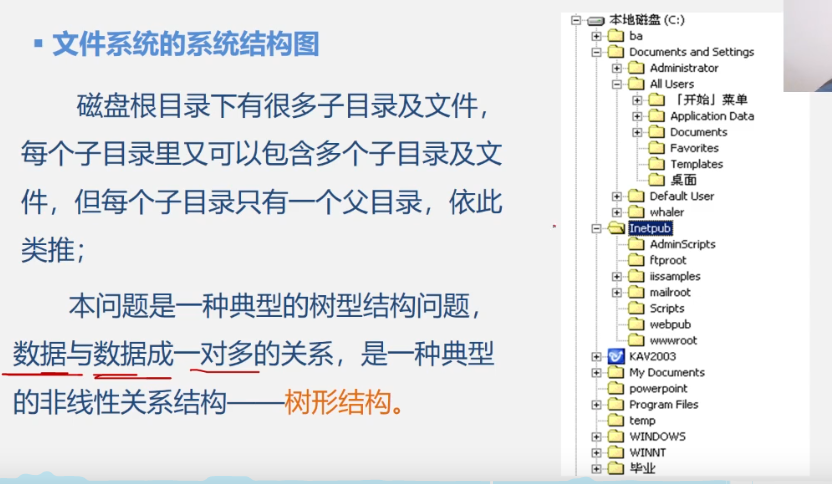 文件系统的系统结构图
磁盘根目录下有很多子目录及文件，
每个子目录里又可以包含多个子目录及文
件，但每个子目录只有一个父目录，依此
类推；
本问题是一种典型的树型结构问题，
数据与数据成一对多的关系，是一种典型
的非线性关系结构——树形结构。
本地磁盘 (C:)
ba
Documents and Settings
Administrator
All Users
「开始」菜单
Application Data
Documents
Favorites
Templates
桌面
Default User
whaler
Inetpub
AdminScripts
ftproot
iissamples
mailroot
Scripts
webpub
wwwroot
KAV2003
My Documents
powerpoint
Program Files
temp
WINDOWS
WINNT
毕业